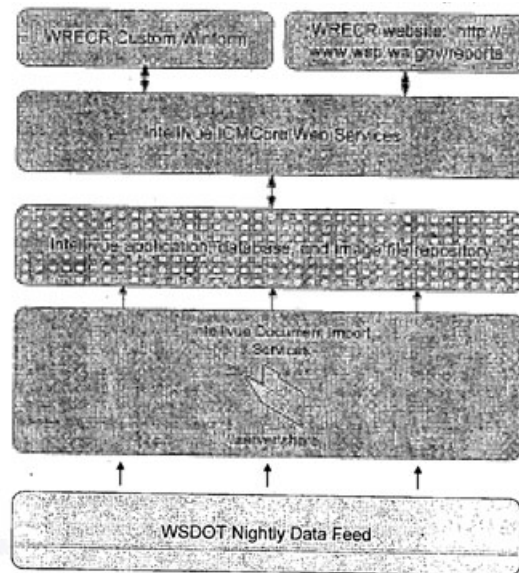 WRECR Custom Winform
WRECR website: http://
www.wsp.wa.gov/reports
Intellivue ICMCore Web Services
Intellivue application, database, and image file repository
Intellivue Document Import
Services
\\server\share
WSDOT Nightly Data Feed